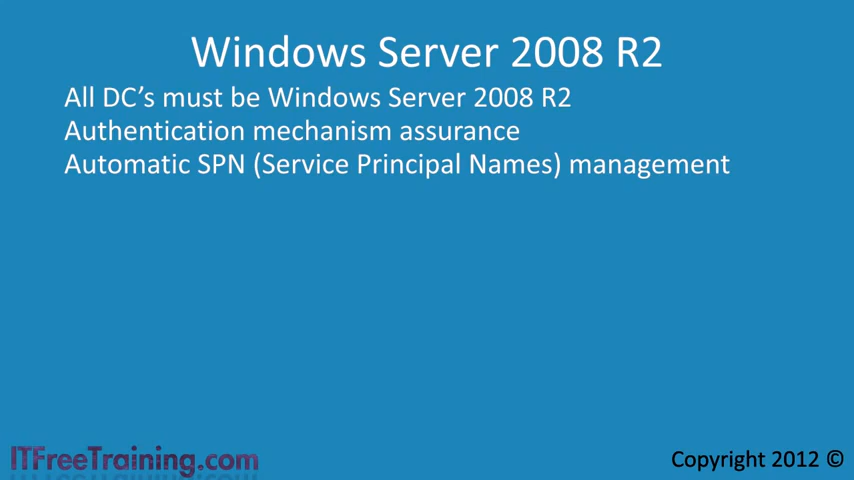 Windows Server 2008 R2
All DC's must be Windows Server 2008 R2
Authentication mechanism assurance
Automatic SPN (Service Principal Names) management
ITFreeTraining.com
Copyright 2012 ©